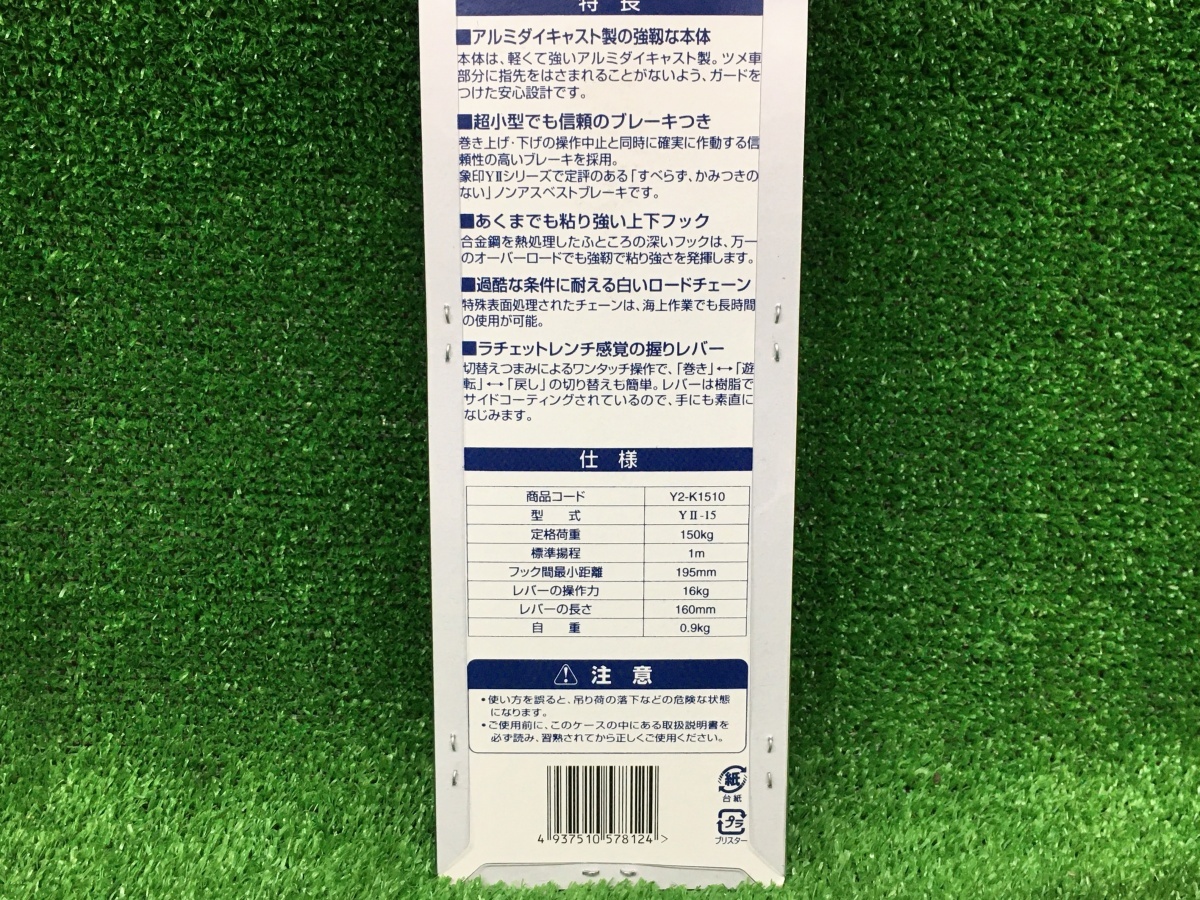 特 長
■アルミダイキャスト製の強靱な本体
本体は、軽くて強いアルミダイキャスト製。ツメ車
部分に指先をはさまれることがないよう、ガードを
つけた安心設計です。
■超小型でも信頼のブレーキつき
巻き上げ・下げの操作中止と同時に確実に作動する信
頼性の高いブレーキを採用。
象印YⅡシリーズで定評のある「すべらず、かみつきの
ない」ノンアスベストブレーキです。
■あくまでも粘り強い上下フック
合金鋼を熱処理したふところの深いフックは、万一
のオーバーロードでも強靭で粘り強さを発揮します。
■過酷な条件に耐える白いロードチェーン
特殊表面処理されたチェーンは、海上作業でも長時間
の使用が可能。
■ラチェットレンチ感覚の握りレバー
切替えつまみによるワンタッチ操作で、「巻き」↔「遊
転」↔「戻し」の切り替えも簡単。レバーは樹脂で
サイドコーティングされているので、手にも素直に
なじみます。
仕 様
商品コード Y2-K1510
型 式 YⅡ-15
定格荷重 150kg
標準揚程 1m
フック間最小距離 195mm
レバーの操作力 16kg
レバーの長さ 160mm
自 重 0.9kg
⚠ 注 意
・使い方を誤ると、吊り荷の落下などの危険な状態
になります。
・ご使用前に、このケースの中にある取扱説明書を
必ず読み、習熟されてから正しくご使用ください。
紙
台紙
プラ
ブリスター
4 937510 578124 >